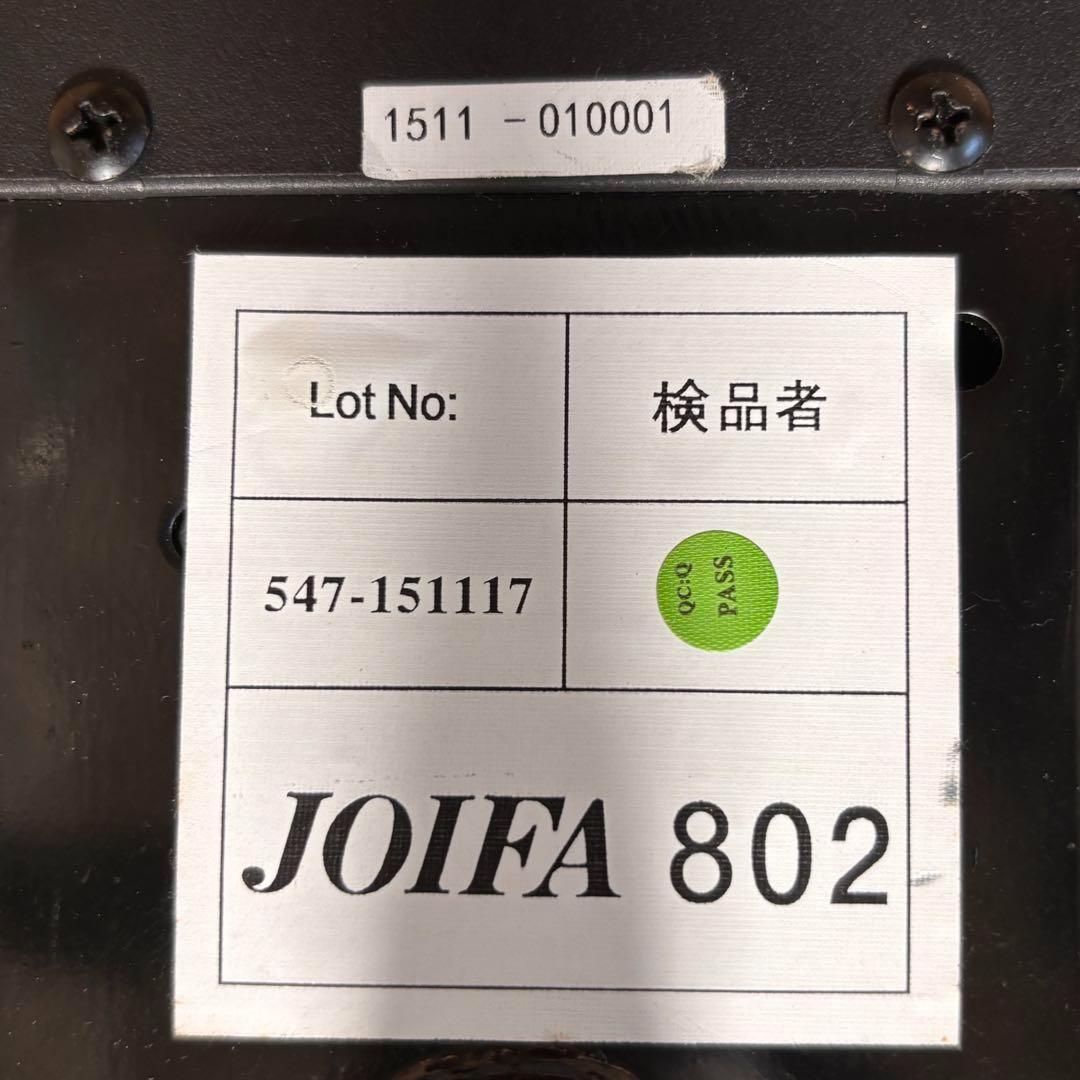 1511 - 010001
Lot No:
検品者
547-151117
QC:Q
PASS
JOIFA 802